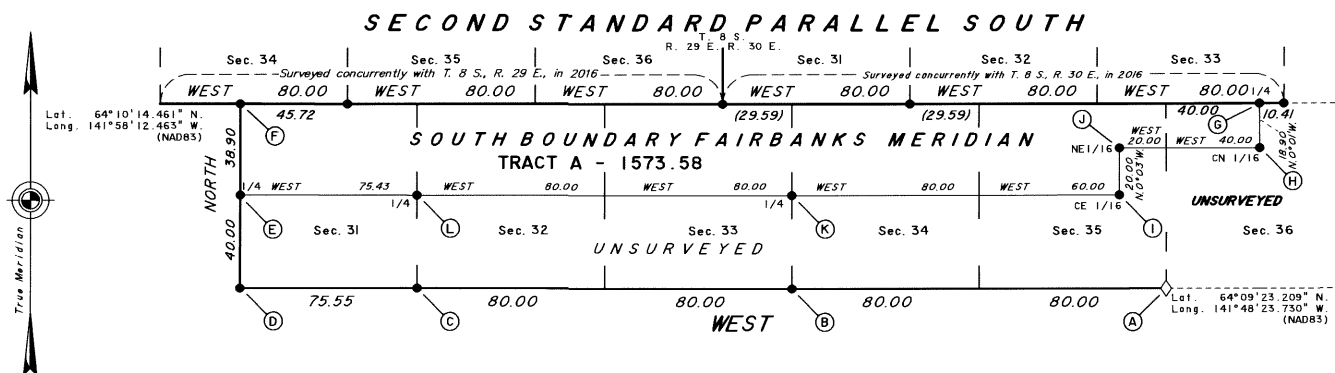 SECOND STANDARD PARALLEL SOUTH
T. 8 S.
R. 29 E. R. 30 E.
Sec. 34 Sec. 35 Sec. 36 Sec. 31 Sec. 32 Sec. 33
Surveyed concurrently with T. 8 S., R. 29 E., in 2016 Surveyed concurrently with T. 8 S., R. 30 E., in 2016
WEST 80.00 WEST 80.00 WEST 80.00 WEST 80.00 WEST 80.00 WEST 80.00 1/4
Lat. 64°10'14.461" N.
Long. 141°58'12.463" W.
(NAD83)
F 45.72 (29.59) (29.59) 40.00 G 10.41
SOUTH BOUNDARY FAIRBANKS MERIDIAN
TRACT A - 1573.58
J WEST
20.00 WEST 40.00
NE1/16 CN 1/16 H
18.90
N.0°01'W.
NORTH 38.90
20.00
N.0°03'W.
1/4 WEST 75.43 WEST 80.00 WEST 80.00 WEST 80.00 WEST 60.00
1/4 1/4 CE 1/16
UNSURVEYED
E Sec. 31 L Sec. 32 Sec. 33 K Sec. 34 Sec. 35 I Sec. 36
UNSURVEYED
40.00
True Meridian
75.55 80.00 80.00 80.00 80.00
D C WEST B A
Lat. 64°09'23.209" N.
Long. 141°48'23.730" W.
(NAD83)